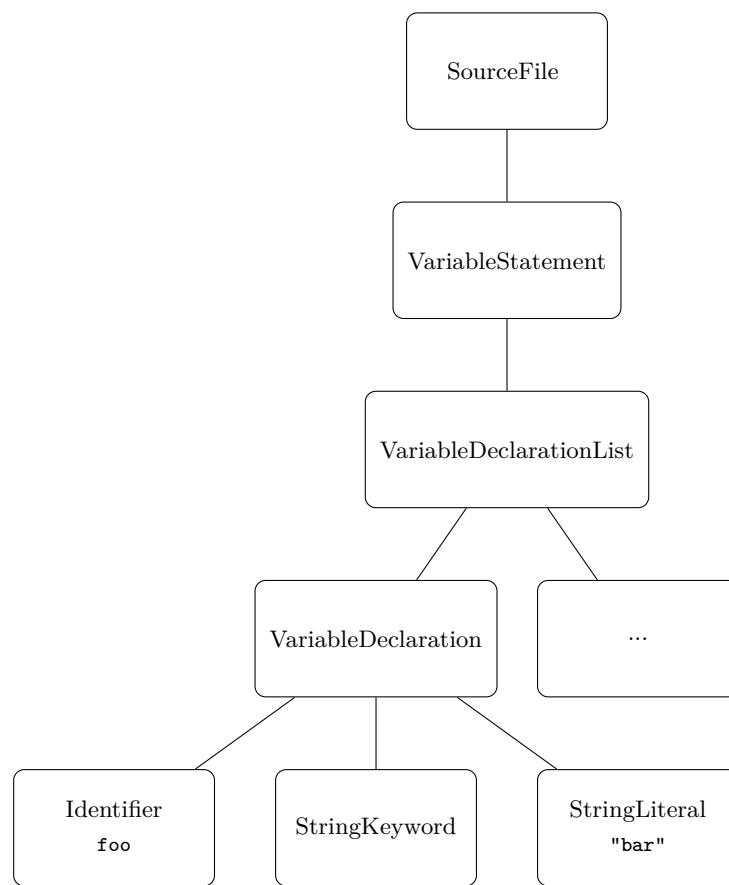 SourceFile
VariableStatement
VariableDeclarationList
VariableDeclaration
...
Identifier
foo
StringKeyword
StringLiteral
"bar"